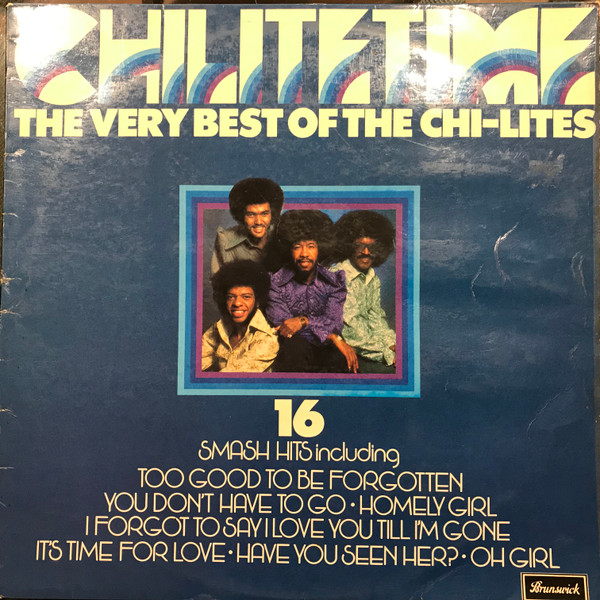 CHILITE TIME
THE VERY BEST OF THE CHI-LITES
16
SMASH HITS including
TOO GOOD TO BE FORGOTTEN
YOU DON'T HAVE TO GO • HOMELY GIRL
I FORGOT TO SAY I LOVE YOU TILL I'M GONE
IT'S TIME FOR LOVE • HAVE YOU SEEN HER? • OH GIRL
Brunswick